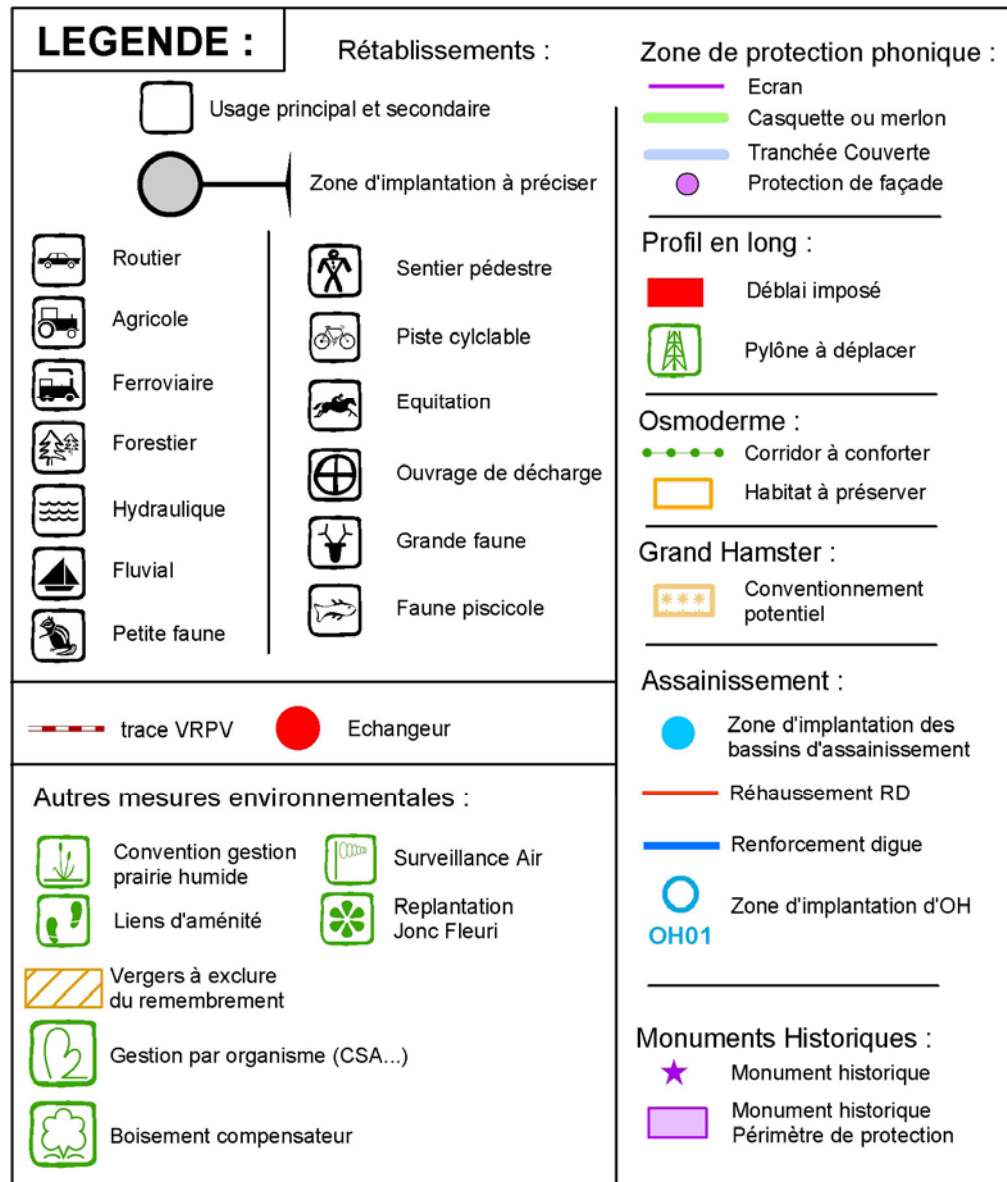 LEGENDE :
Rétablissements :
Usage principal et secondaire
Zone d'implantation à préciser
Routier
Agricole
Ferroviaire
Forestier
Hydraulique
Fluvial
Petite faune
Sentier pédestre
Piste cylclable
Equitation
Ouvrage de décharge
Grande faune
Faune piscicole
trace VRPV
Echangeur
Autres mesures environnementales :
Convention gestion
prairie humide
Surveillance Air
Liens d'aménité
Replantation
Jonc Fleuri
Vergers à exclure
du remembrement
Gestion par organisme (CSA...)
Boisement compensateur
Zone de protection phonique :
Ecran
Casquette ou merlon
Tranchée Couverte
Protection de façade
Profil en long :
Déblai imposé
Pylône à déplacer
Osmoderme :
Corridor à conforter
Habitat à préserver
Grand Hamster :
Conventionnement
potentiel
Assainissement :
Zone d'implantation des
bassins d'assainissement
Réhaussement RD
Renforcement digue
Zone d'implantation d'OH
OH01
Monuments Historiques :
Monument historique
Monument historique
Périmètre de protection